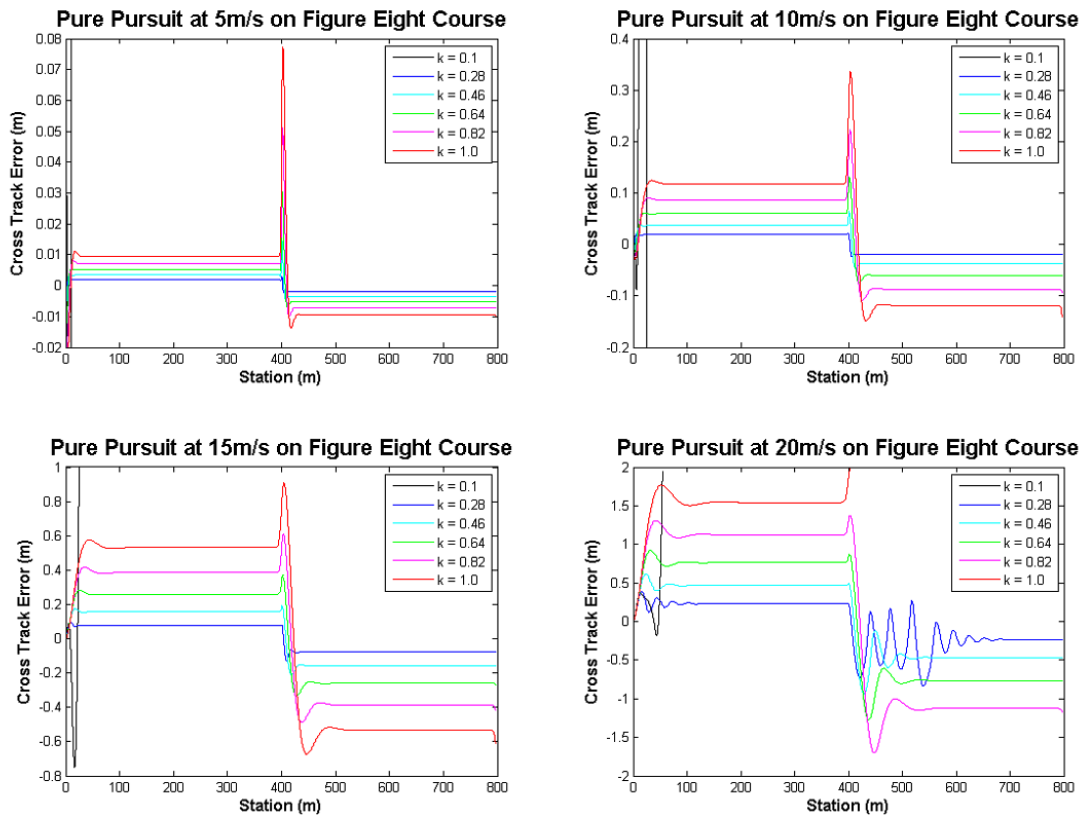 Pure Pursuit at 5m/s on Figure Eight Course
0.08
0.07
0.06
0.05
0.04
0.03
0.02
0.01
0
-0.01
-0.02
Cross Track Error (m)
k = 0.1
k = 0.28
k = 0.46
k = 0.64
k = 0.82
k = 1.0
0 100 200 300 400 500 600 700 800
Station (m)
Pure Pursuit at 10m/s on Figure Eight Course
0.4
0.3
0.2
0.1
0
-0.1
-0.2
Cross Track Error (m)
k = 0.1
k = 0.28
k = 0.46
k = 0.64
k = 0.82
k = 1.0
0 100 200 300 400 500 600 700 800
Station (m)
Pure Pursuit at 15m/s on Figure Eight Course
1
0.8
0.6
0.4
0.2
0
-0.2
-0.4
-0.6
-0.8
Cross Track Error (m)
k = 0.1
k = 0.28
k = 0.46
k = 0.64
k = 0.82
k = 1.0
0 100 200 300 400 500 600 700 800
Station (m)
Pure Pursuit at 20m/s on Figure Eight Course
2
1.5
1
0.5
0
-0.5
-1
-1.5
-2
Cross Track Error (m)
k = 0.1
k = 0.28
k = 0.46
k = 0.64
k = 0.82
k = 1.0
0 100 200 300 400 500 600 700 800
Station (m)